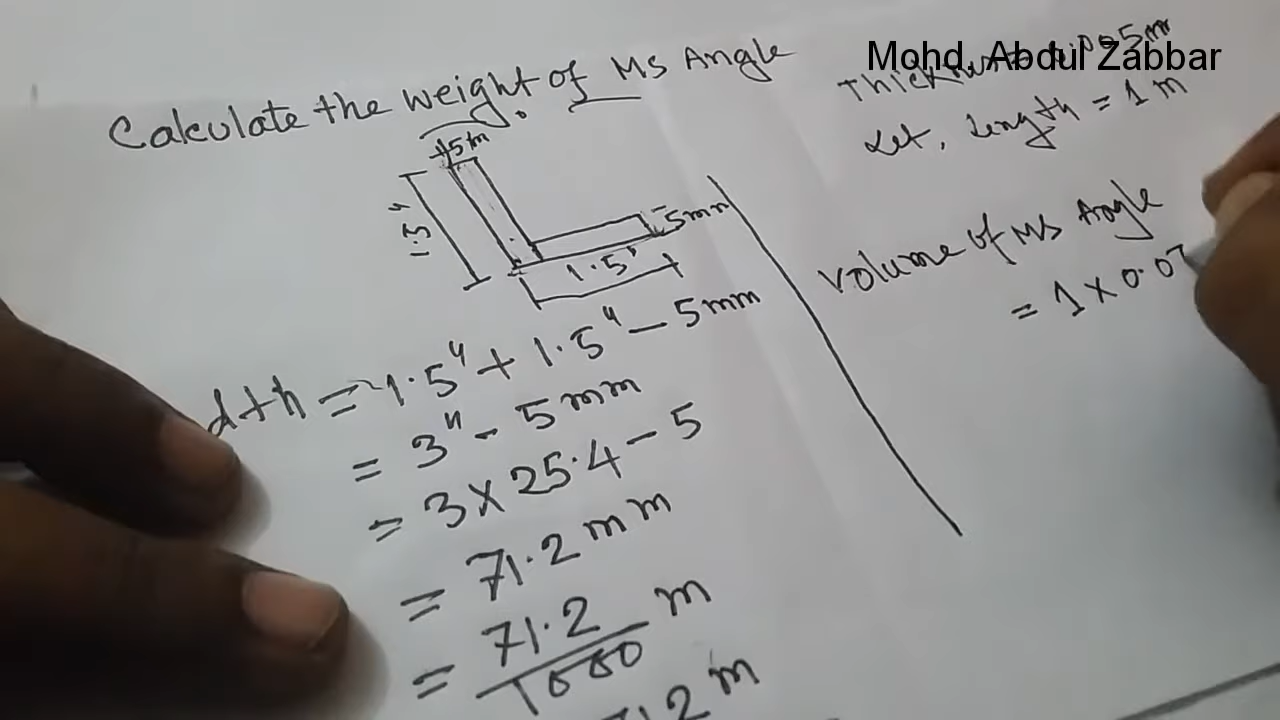 Mohd, Abdul Zabbar
Calculate the weight of MS Angle
5m
1.5"
5mm
1.5"
= 1.5" + 1.5" - 5mm
= 3" - 5mm
= 3 x 25.4 - 5
= 71.2 mm
= 71.2/1000 m
m
Let, Length = 1 m
Volume of MS Angle
= 1 x 0.07